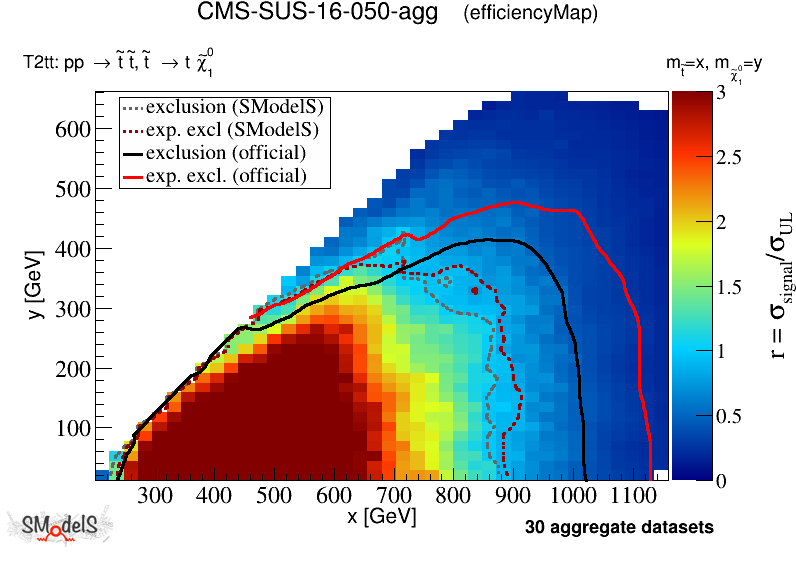 CMS-SUS-16-050-agg (efficiencyMap)
T2tt: pp → t̃ t̃, t̃ → t χ̃₁⁰
m_t̃=x, m_χ̃₁⁰=y
exclusion (SModelS)
exp. excl (SModelS)
exclusion (official)
exp. excl. (official)
600
500
400
300
200
100
y [GeV]
300 400 500 600 700 800 900 1000 1100
x [GeV]
3
2.5
2
1.5
1
0.5
0
r = σ_signal/σ_UL
SModelS
30 aggregate datasets